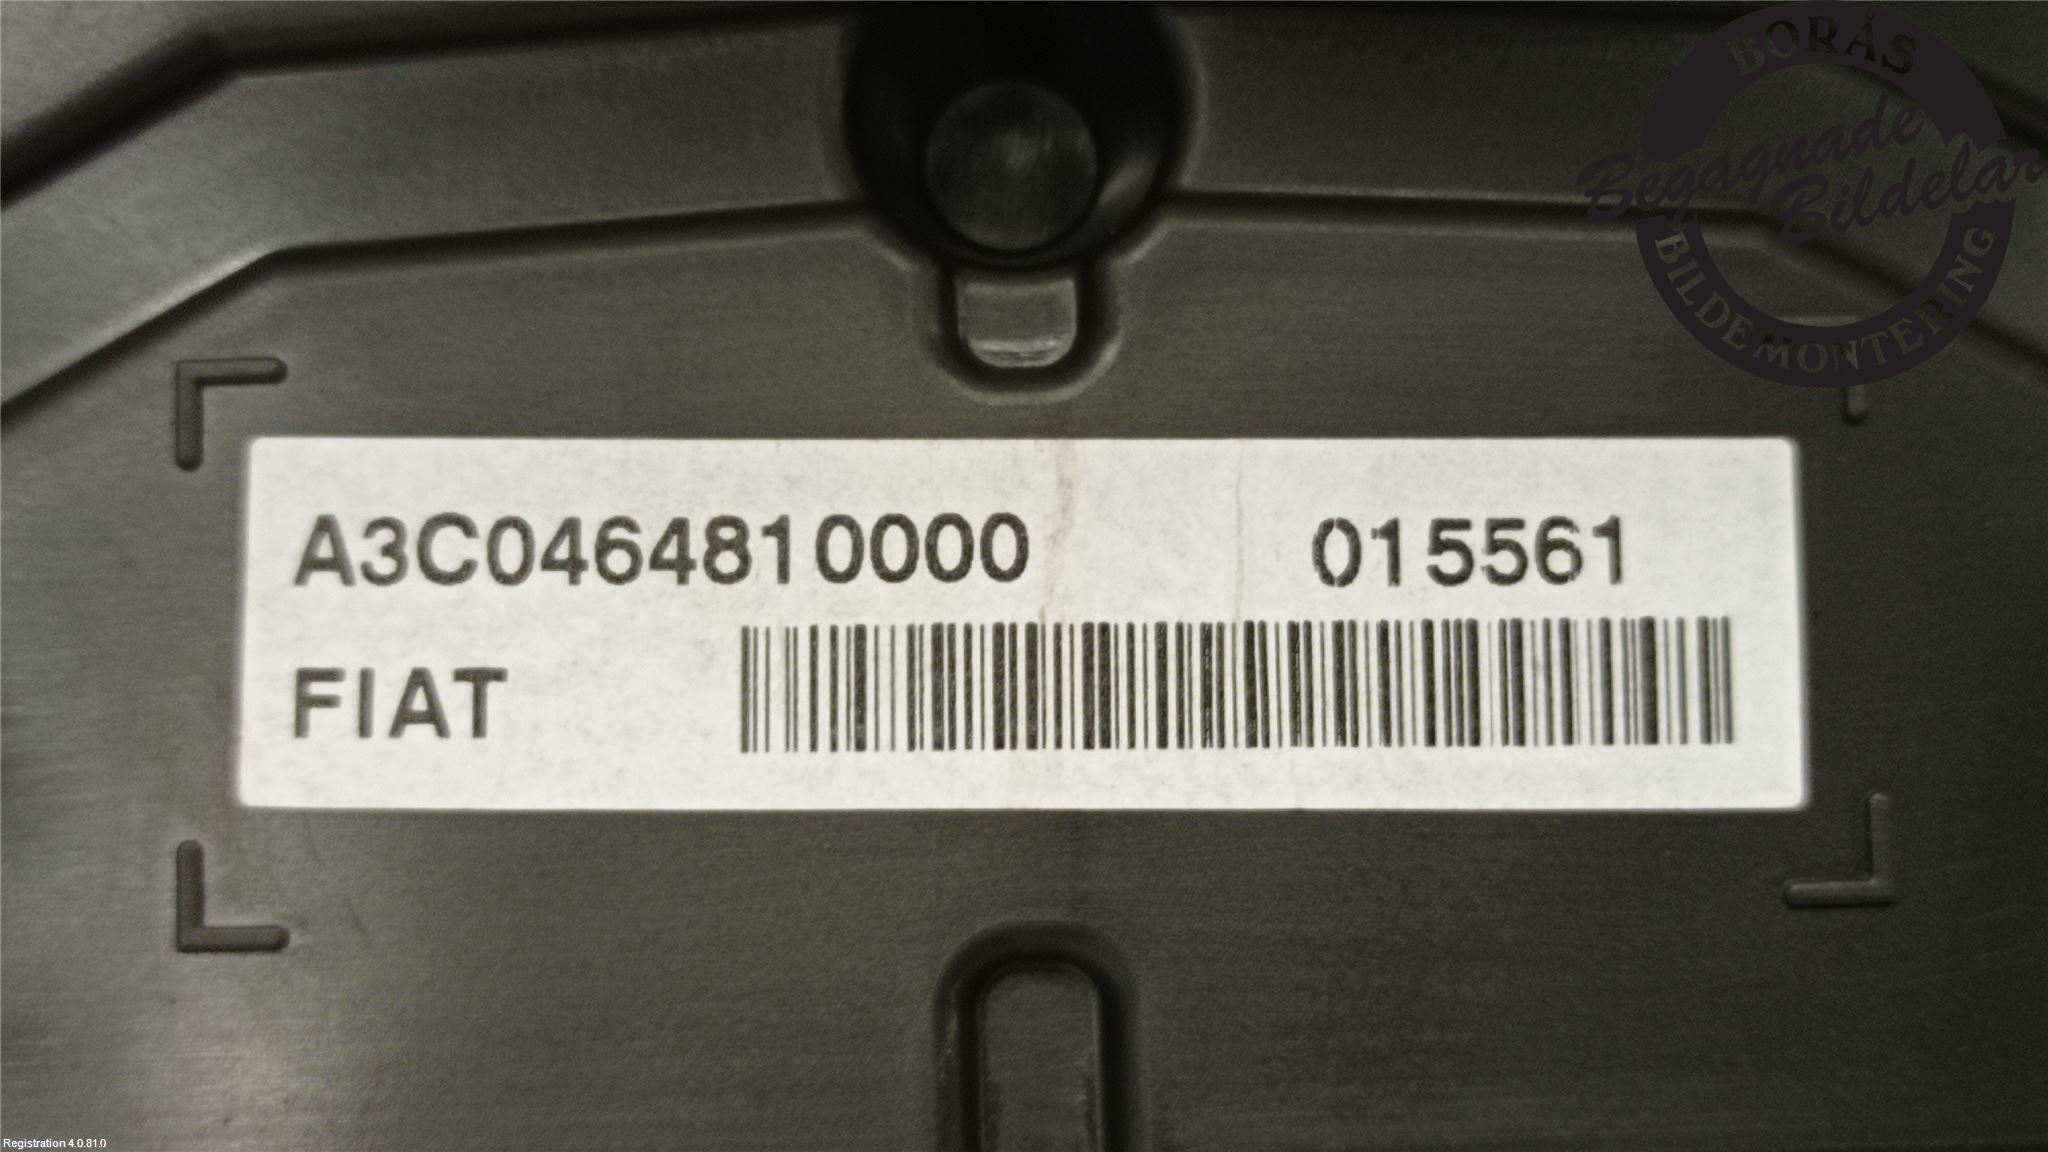 BORÅS
Begagnade
Bildelar
BILDEMONTERING
A3C0464810000 015561
FIAT
Registration 4.0.81.0